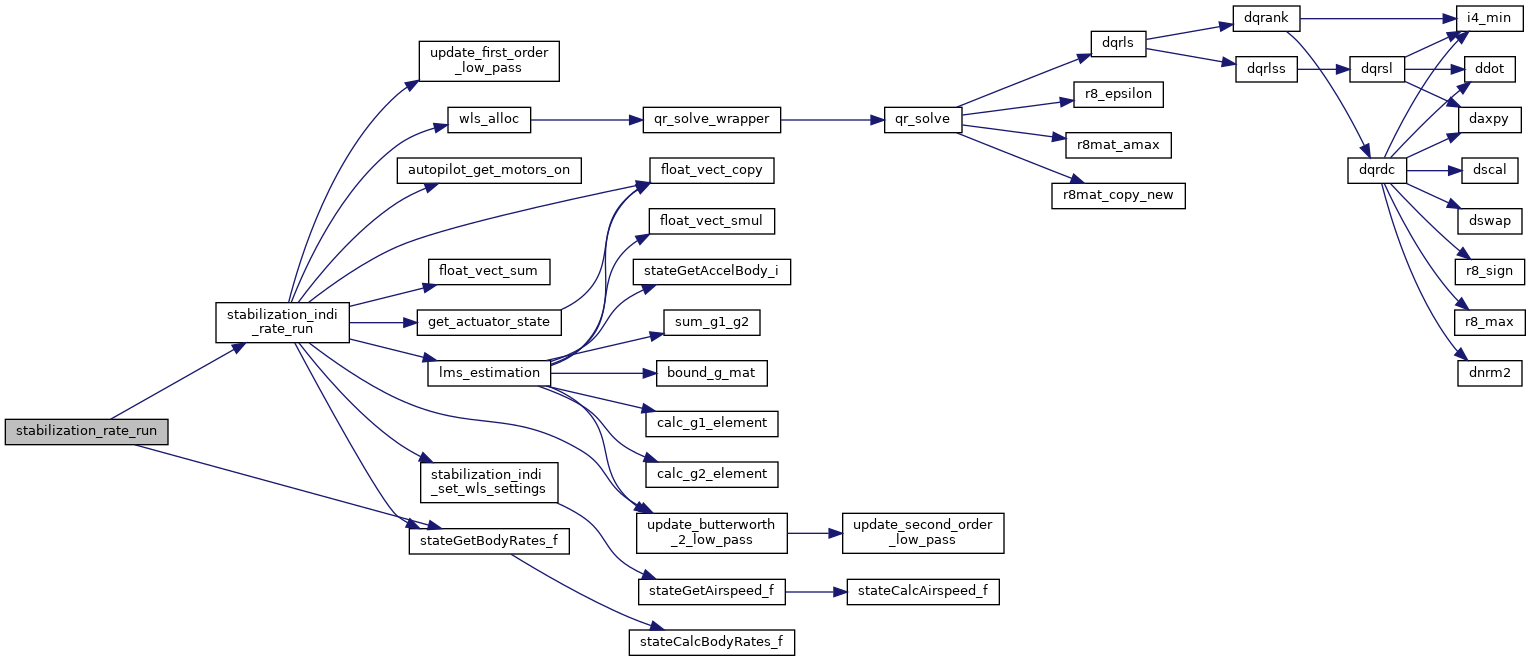 stabilization_rate_run
stabilization_indi
_rate_run
stateGetBodyRates_f
stateCalcBodyRates_f
update_first_order
_low_pass
wls_alloc
autopilot_get_motors_on
float_vect_sum
get_actuator_state
lms_estimation
stabilization_indi
_set_wls_settings
qr_solve_wrapper
float_vect_copy
float_vect_smul
stateGetAccelBody_i
sum_g1_g2
bound_g_mat
calc_g1_element
calc_g2_element
update_butterworth
_2_low_pass
update_second_order
_low_pass
stateGetAirspeed_f
stateCalcAirspeed_f
qr_solve
dqrls
r8_epsilon
r8mat_amax
r8mat_copy_new
dqrank
dqrlss
dqrsl
dqrdc
i4_min
ddot
daxpy
dscal
dswap
r8_sign
r8_max
dnrm2